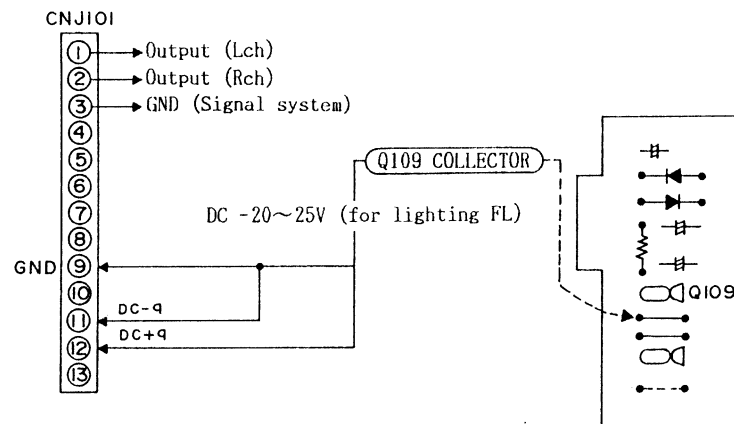 CNJ101
① Output (Lch)
② Output (Rch)
③ GND (Signal system)
④
⑤ Q109 COLLECTOR
⑥
⑦ DC -20～25V (for lighting FL)
⑧
GND ⑨
⑩ Q109
⑪ DC-9
⑫ DC+9
⑬